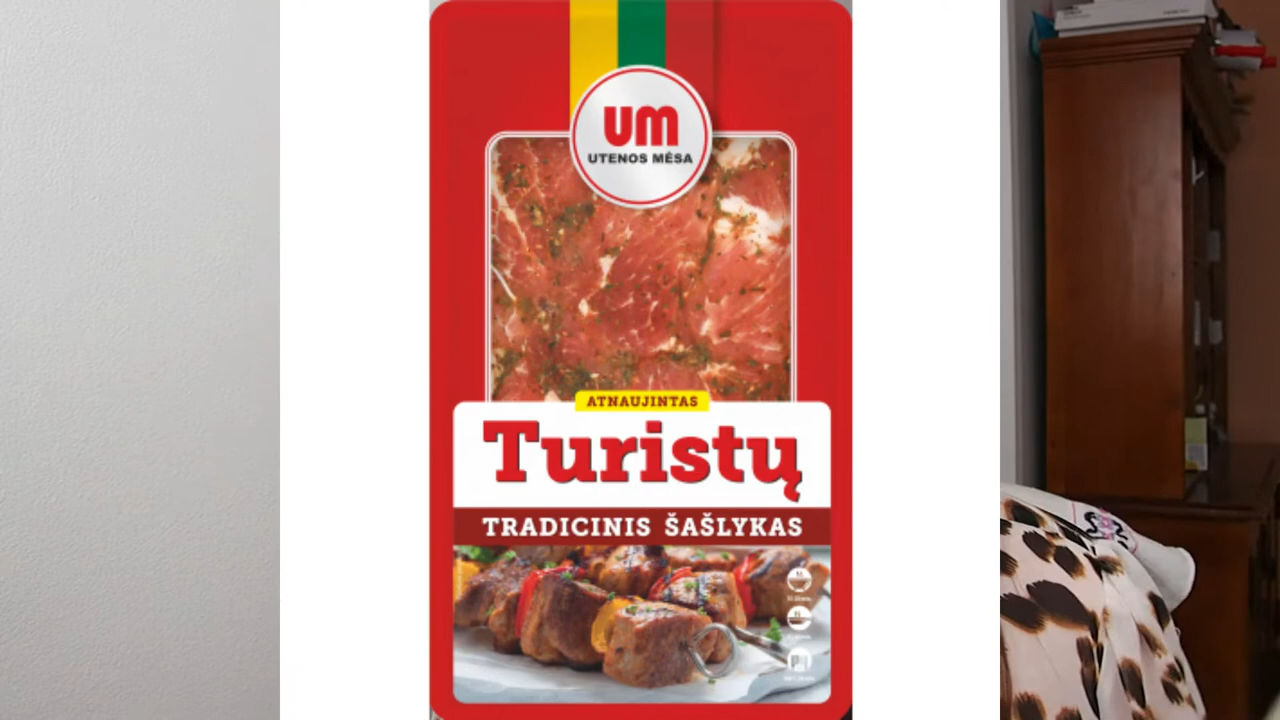 UM
UTENOS MĖSA
ATNAUJINTAS
Turistų
TRADICINIS ŠAŠLYKAS